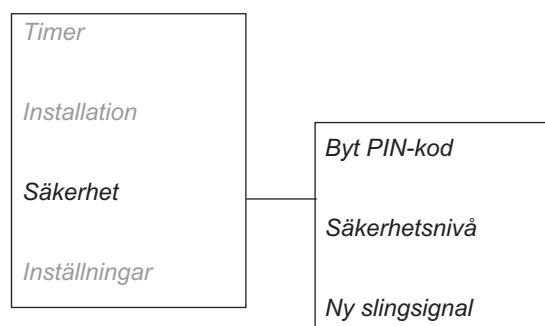 Timer
Installation
Säkerhet
Inställningar
Byt PIN-kod
Säkerhetsnivå
Ny slingsignal